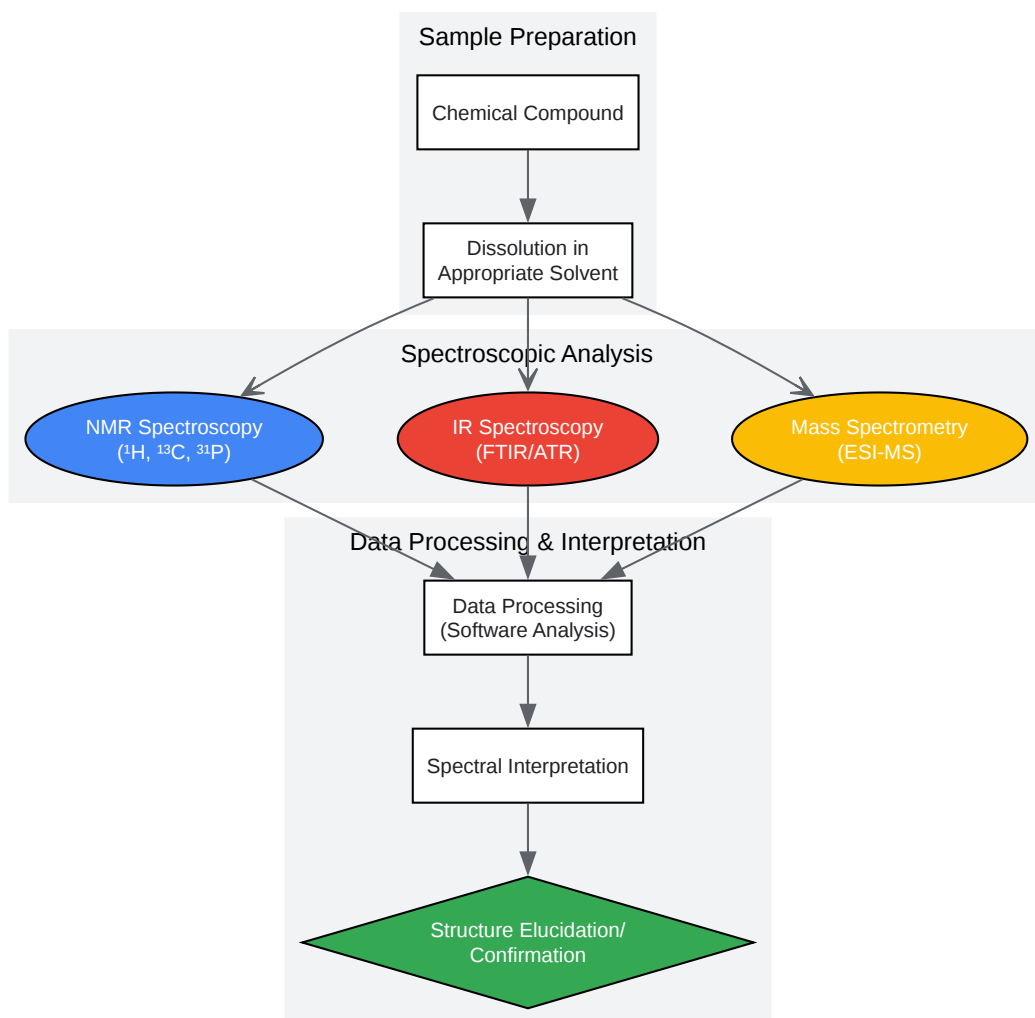 Sample Preparation
Chemical Compound
Dissolution in
Appropriate Solvent
Spectroscopic Analysis
NMR Spectroscopy
(¹H, ¹³C, ³¹P)
IR Spectroscopy
(FTIR/ATR)
Mass Spectrometry
(ESI-MS)
Data Processing & Interpretation
Data Processing
(Software Analysis)
Spectral Interpretation
Structure Elucidation/
Confirmation